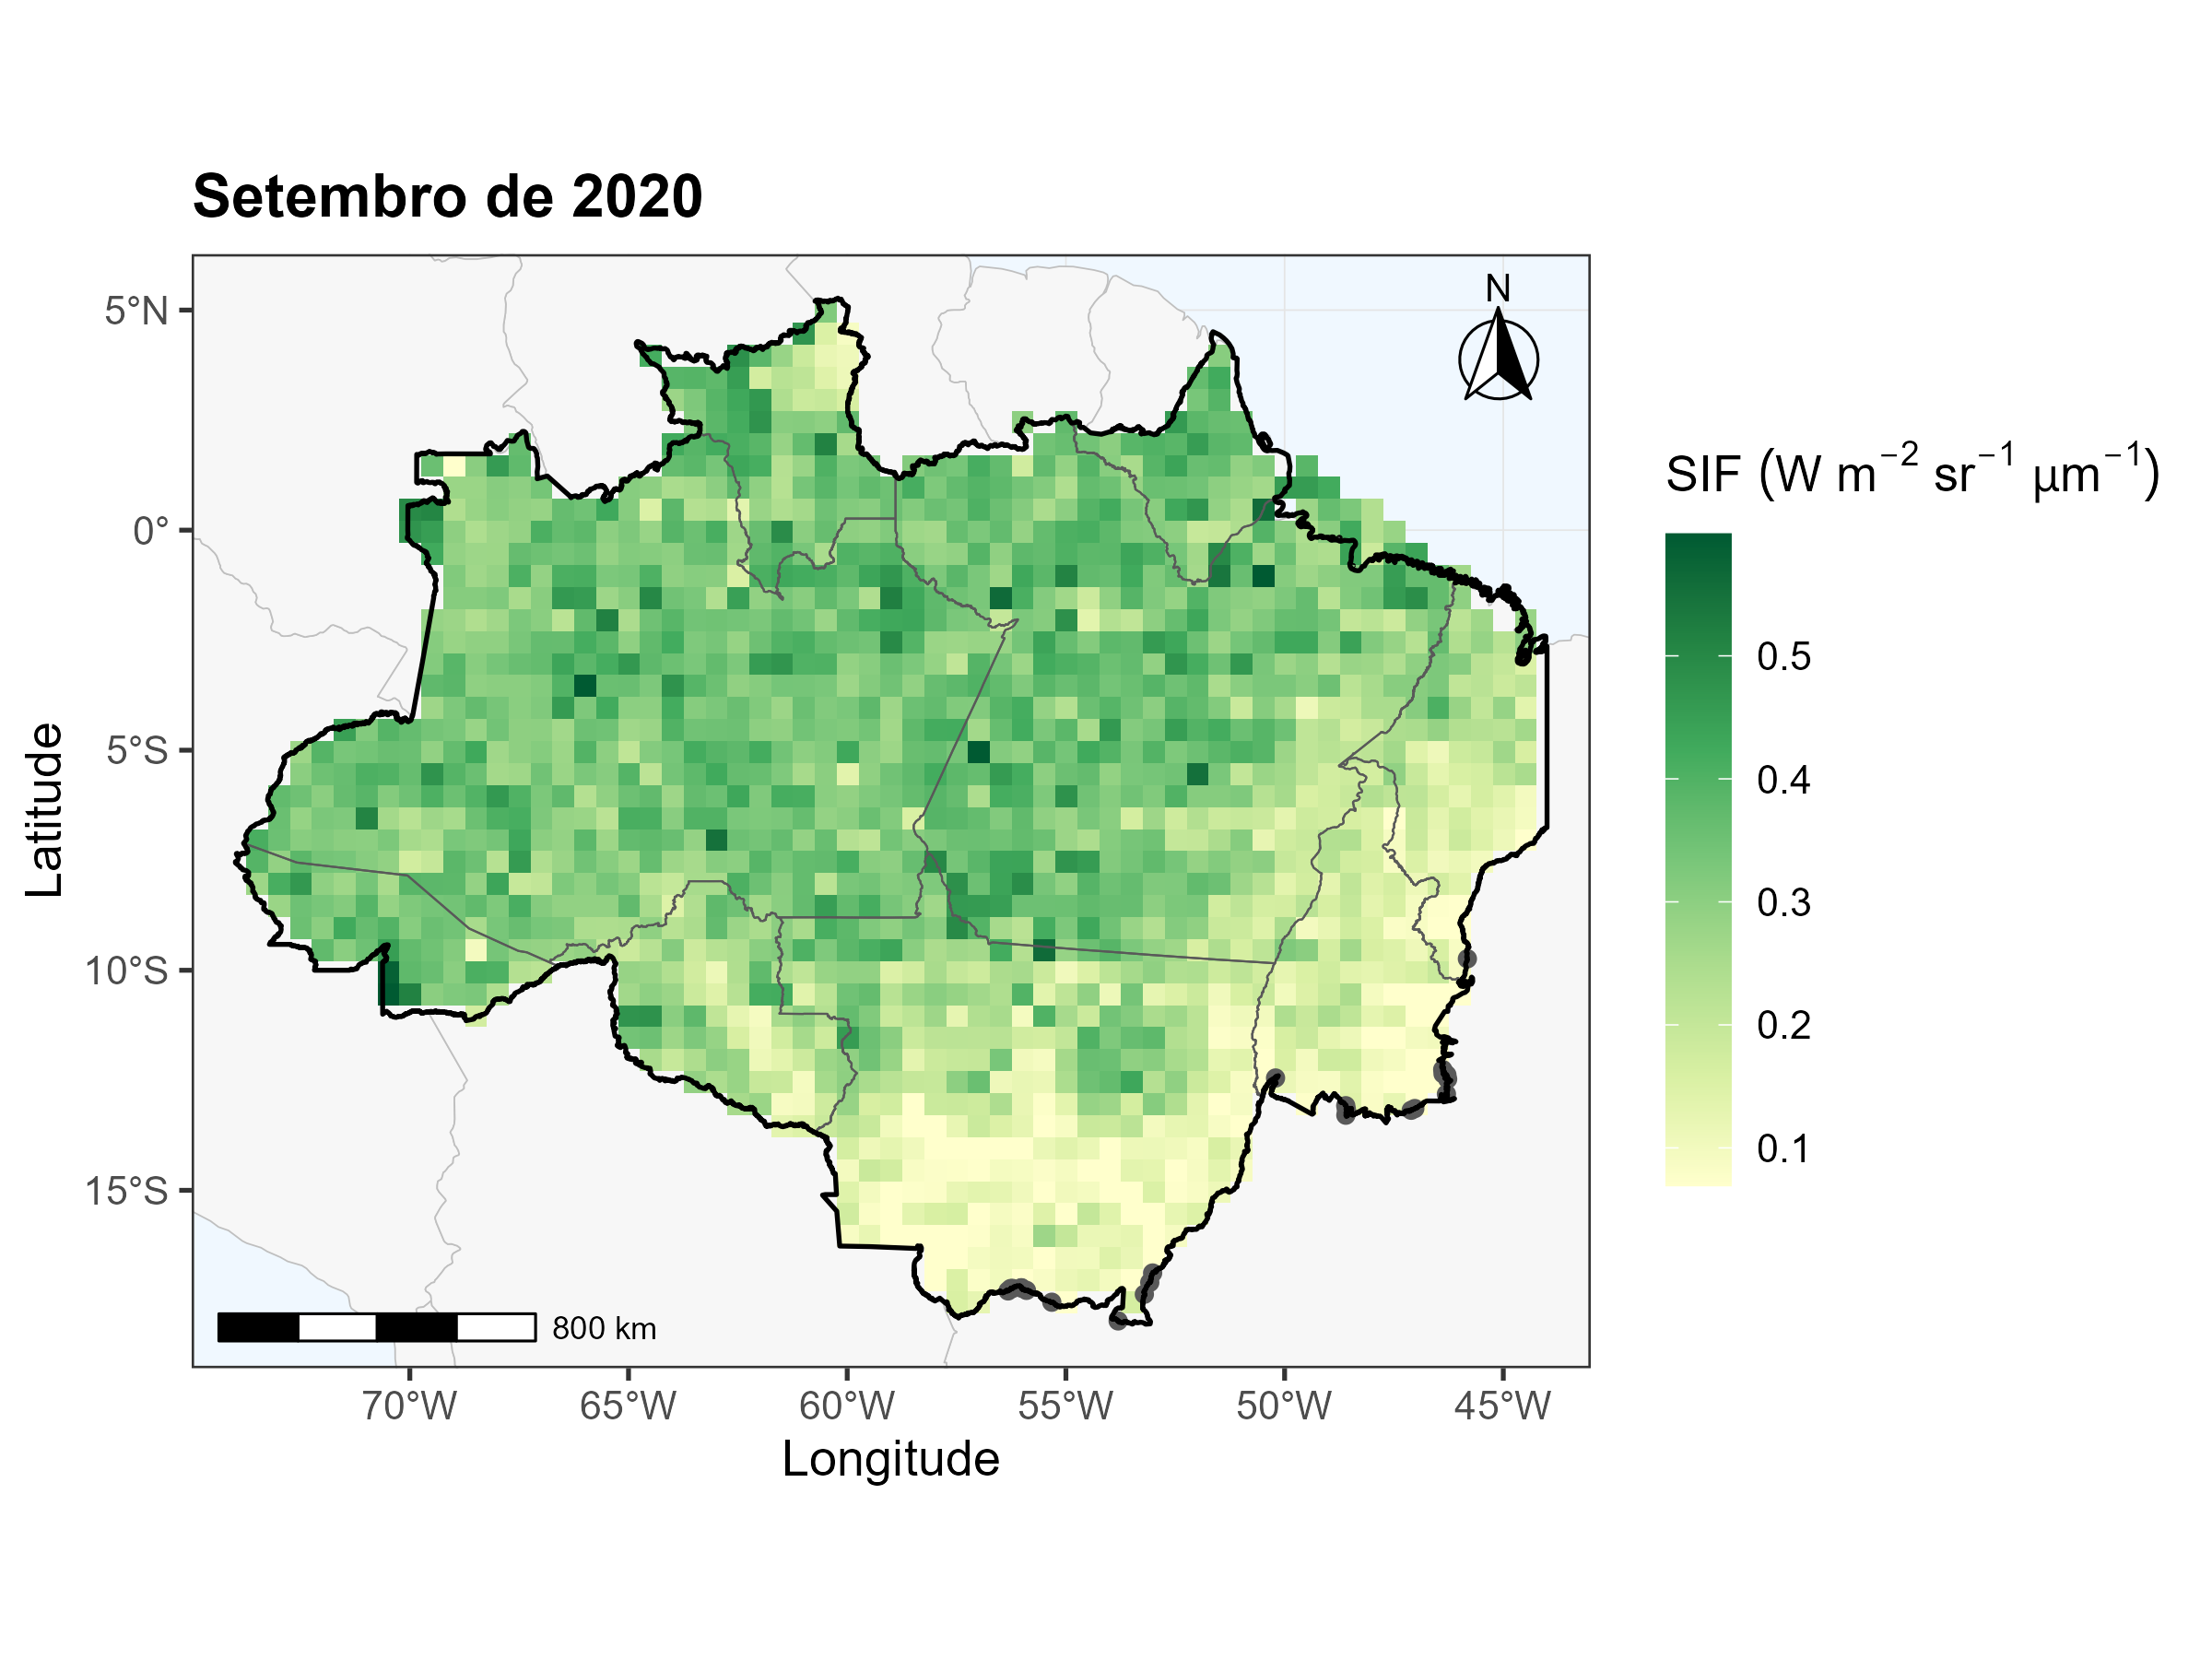 Setembro de 2020
N
5°N
0°
5°S
10°S
15°S
Latitude
800 km
70°W 65°W 60°W 55°W 50°W 45°W
Longitude
SIF (W m⁻² sr⁻¹ µm⁻¹)
0.5
0.4
0.3
0.2
0.1